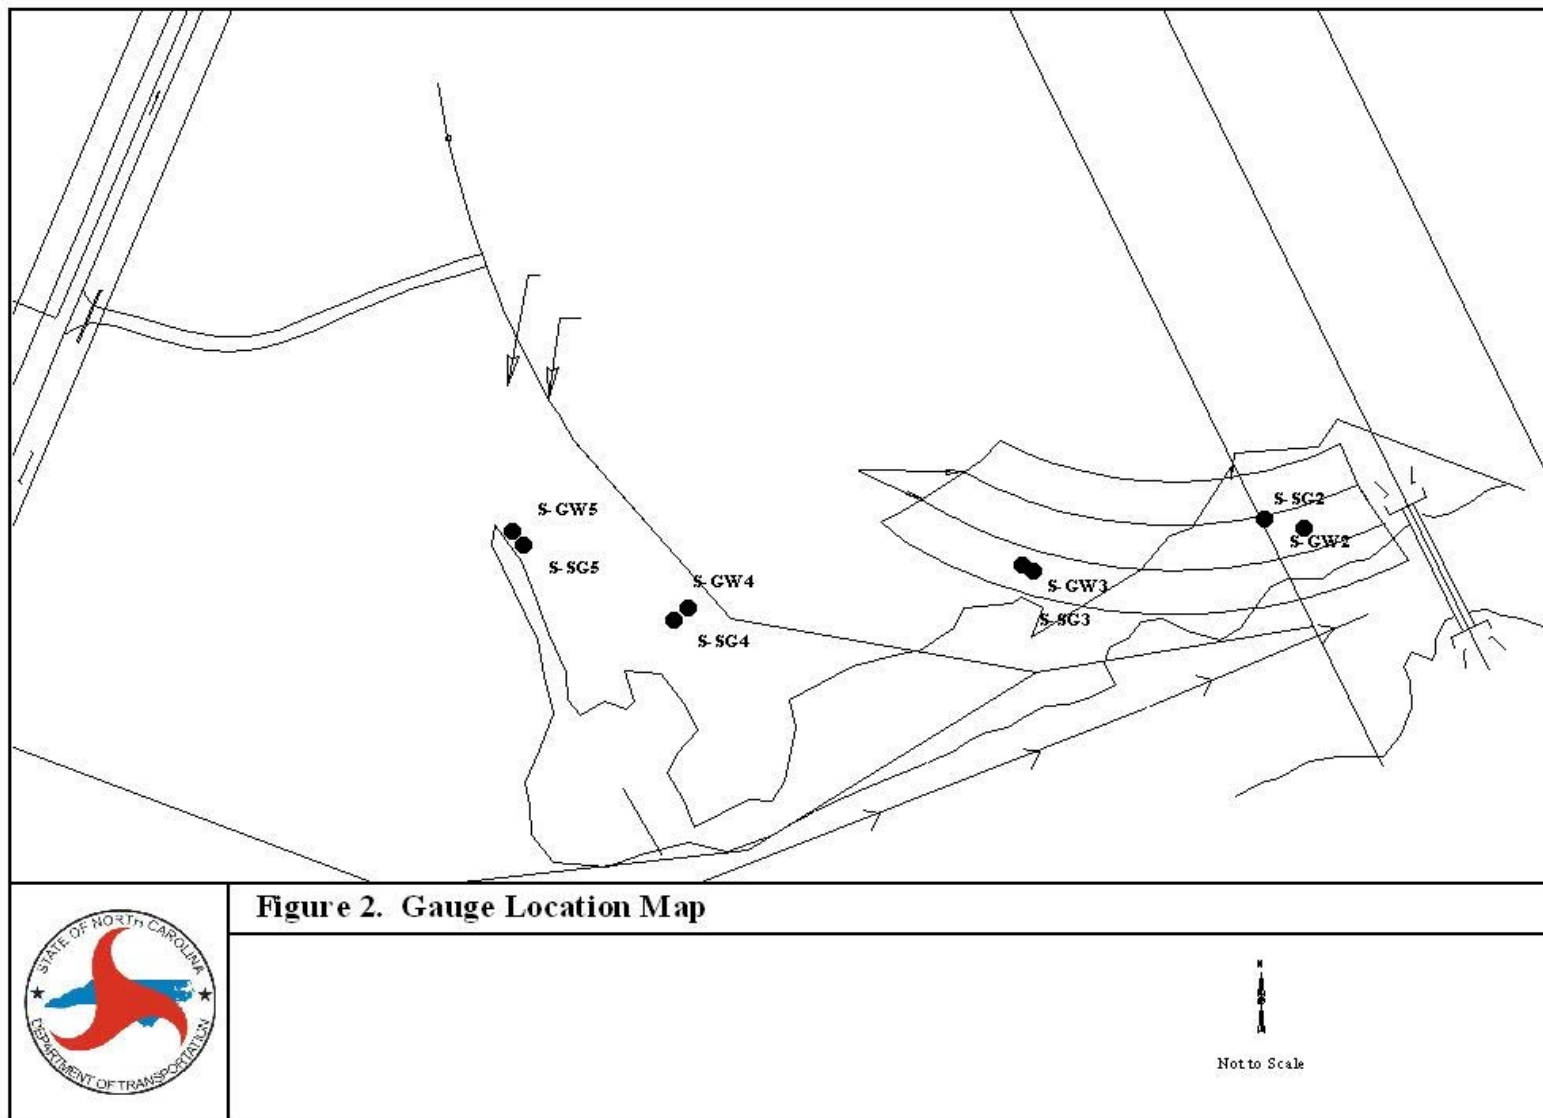 S-GW5
S-SG5
S-GW4
S-SG4
S-SG2
S-GW2
S-GW3
S-SG3
Figure 2. Gauge Location Map
STATE OF NORTH CAROLINA
DEPARTMENT OF TRANSPORTATION
N
Not to Scale